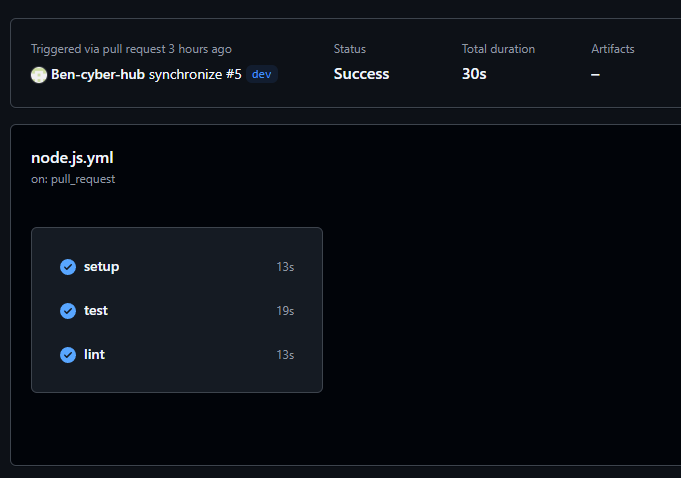 Triggered via pull request 3 hours ago
Status
Total duration
Artifacts
Ben-cyber-hub synchronize #5 dev
Success
30s
–
node.js.yml
on: pull_request
setup 13s
test 19s
lint 13s